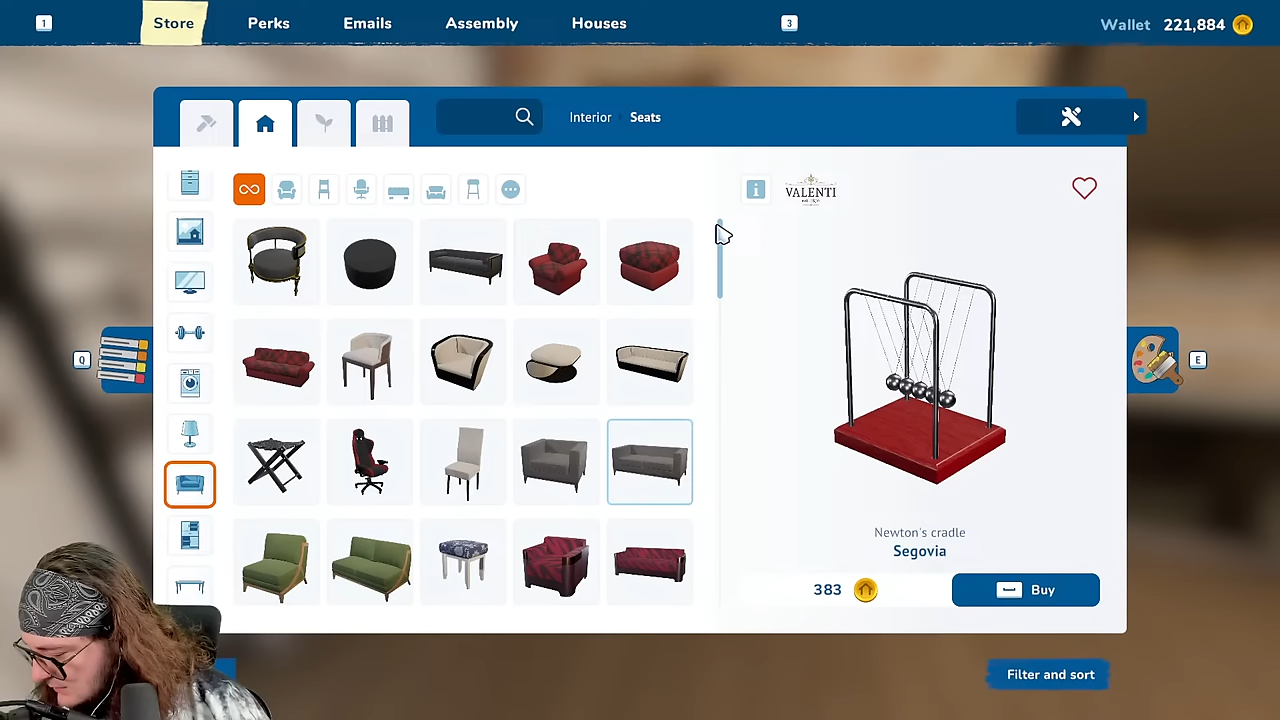 1
Store
Perks
Emails
Assembly
Houses
3
Wallet 221,884
Interior
Seats
VALENTI
Q
E
Newton's cradle
Segovia
383
Buy
Filter and sort